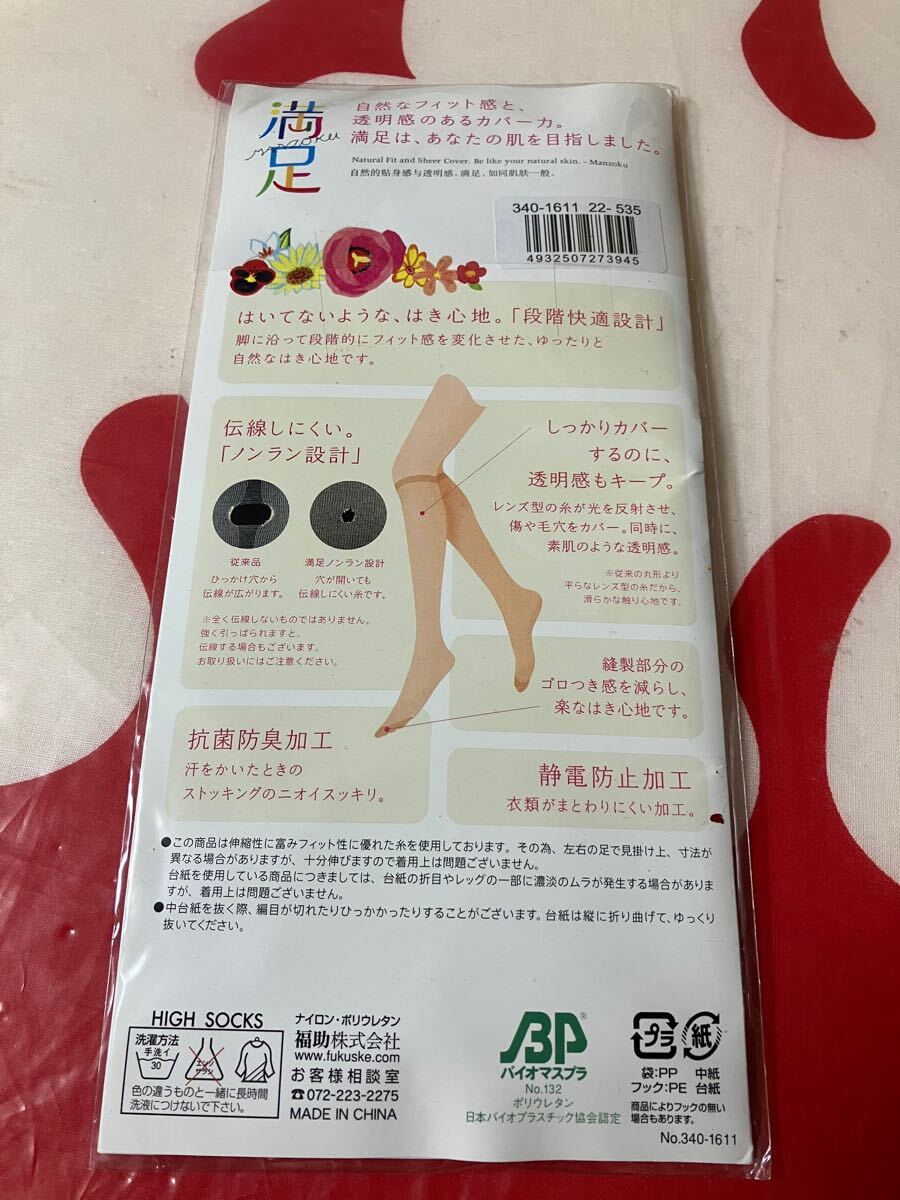 満足
Manzoku
自然なフィット感と、
透明感のあるカバー力。
満足は、あなたの肌を目指しました。
Natural Fit and Sheer Cover. Be like your natural skin. – Manzoku
自然的贴身感与透明感。满足，如同肌肤一般。
340-1611 22-535
4932507273945
はいてないような、はき心地。「段階快適設計」
脚に沿って段階的にフィット感を変化させた、ゆったりと
自然なはき心地です。
伝線しにくい。
「ノンラン設計」
従来品
ひっかけ穴から
伝線が広がります。
満足ノンラン設計
穴が開いても
伝線しにくい糸です。
※全く伝線しないものではありません。
強く引っぱられますと、
伝線する場合もございます。
お取り扱いにはご注意ください。
しっかりカバー
するのに、
透明感もキープ。
レンズ型の糸が光を反射させ、
傷や毛穴をカバー。同時に、
素肌のような透明感。
※従来の丸形より
平らなレンズ型の糸だから、
滑らかな触り心地です。
縫製部分の
ゴロつき感を減らし、
楽なはき心地です。
抗菌防臭加工
汗をかいたときの
ストッキングのニオイスッキリ。
静電防止加工
衣類がまとわりにくい加工。
●この商品は伸縮性に富みフィット性に優れた糸を使用しております。その為、左右の足で見掛け上、寸法が
異なる場合がありますが、十分伸びますので着用上は問題ございません。
台紙を使用している商品につきましては、台紙の折目やレッグの一部に濃淡のムラが発生する場合がありま
すが、着用上は問題ございません。
●中台紙を抜く際、編目が切れたりひっかかったりすることがございます。台紙は縦に折り曲げて、ゆっくり
抜いてください。
HIGH SOCKS
洗濯方法
手洗イ
30
エンソ
サラシ
色の違うものと一緒に長時間
洗液につけないで下さい。
ナイロン・ポリウレタン
福助株式会社
www.fukuske.com
お客様相談室
☎072-223-2275
MADE IN CHINA
BP®
バイオマスプラ
No.132
ポリウレタン
日本バイオプラスチック協会認定
プラ
紙
袋:PP
フック:PE
中紙
台紙
商品によりフックの無い
場合もあります。
No.340-1611